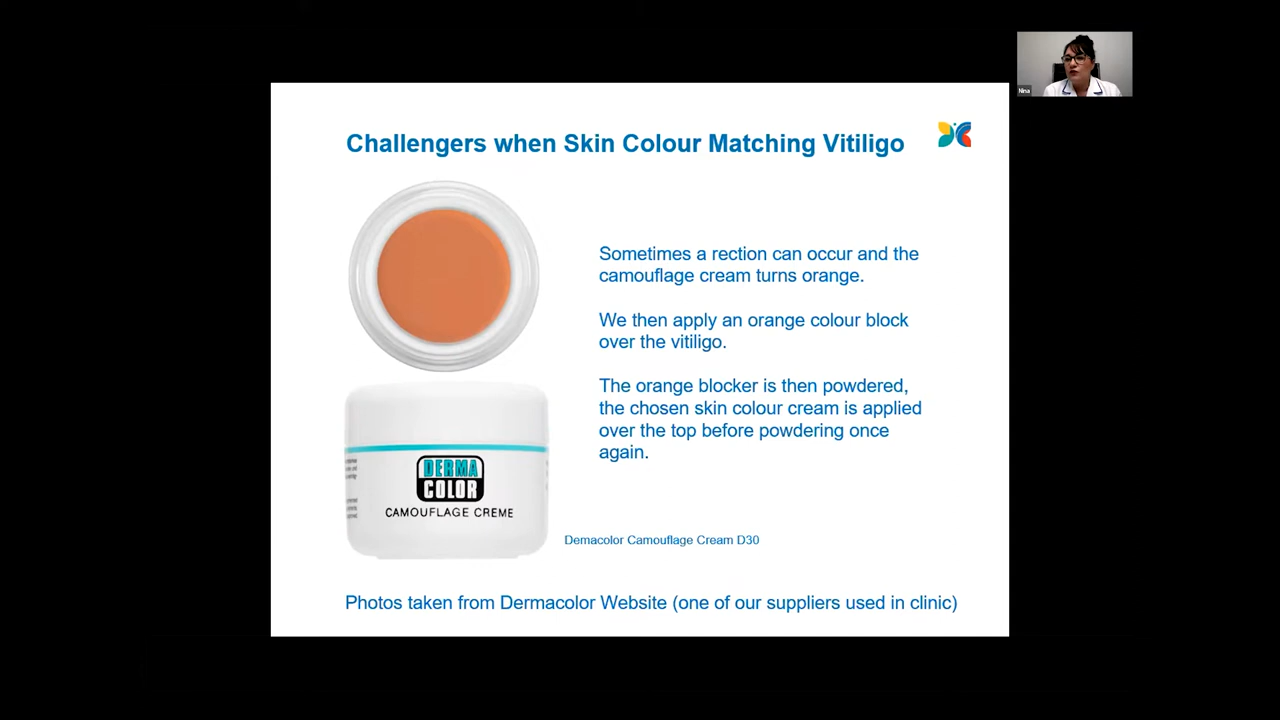 Nina
Challengers when Skin Colour Matching Vitiligo
Sometimes a rection can occur and the
camouflage cream turns orange.
We then apply an orange colour block
over the vitiligo.
The orange blocker is then powdered,
the chosen skin colour cream is applied
over the top before powdering once
again.
DERMA
COLOR
CAMOUFLAGE CREME
Demacolor Camouflage Cream D30
Photos taken from Dermacolor Website (one of our suppliers used in clinic)